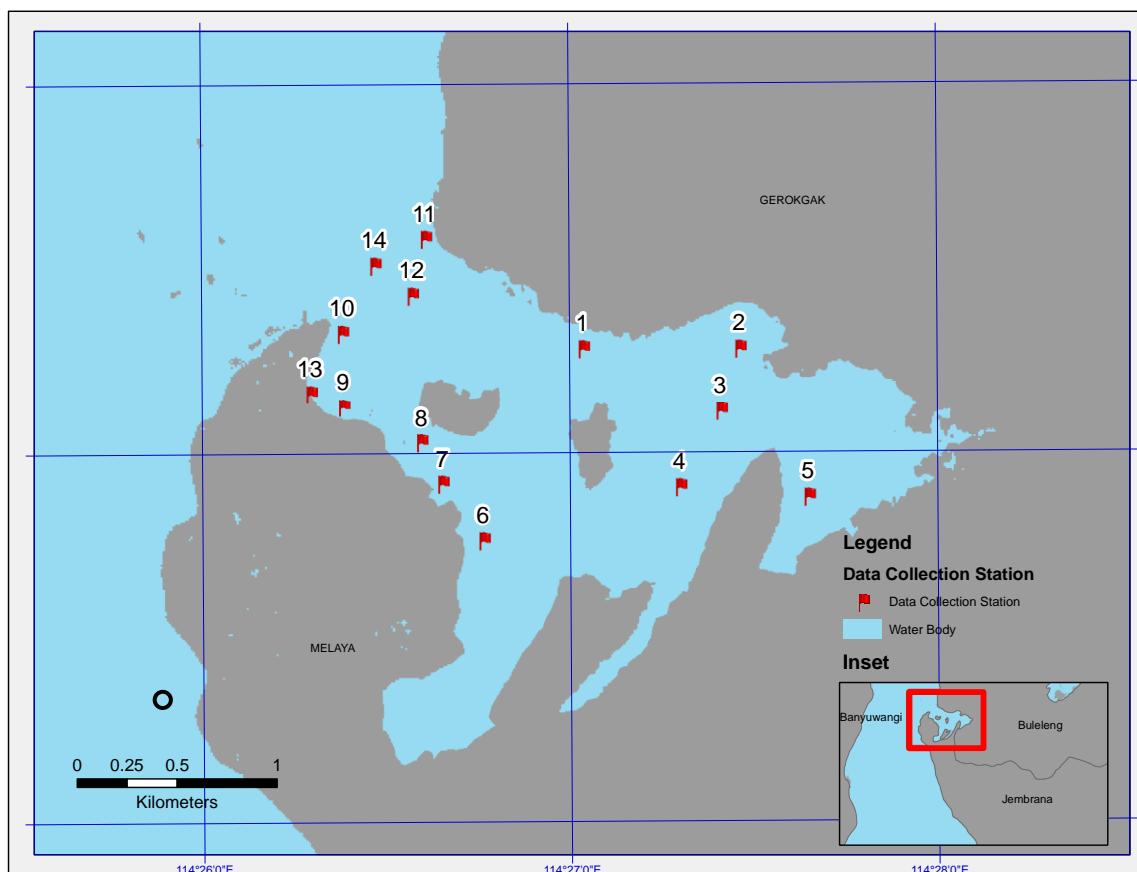 GEROKGAK
11
14
12
10
1
2
13
9
3
8
7
4
5
6
MELAYA
Legend
Data Collection Station
Data Collection Station
Water Body
Inset
Banyuwangi
Buleleng
Jembrana
0 0.25 0.5 1
Kilometers
114°26'0"E 114°27'0"E 114°28'0"E